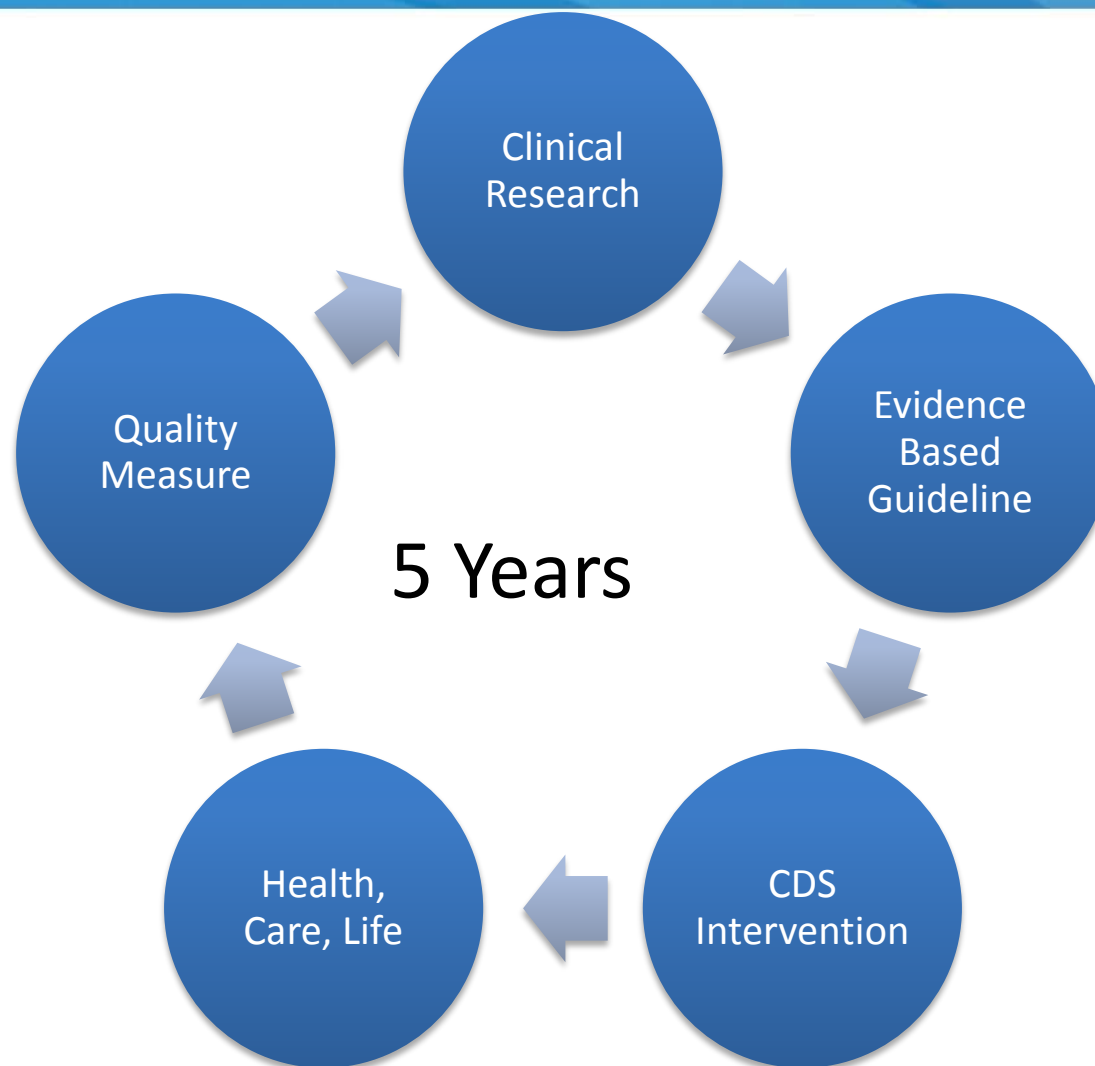 Clinical
Research
Evidence
Based
Guideline
CDS
Intervention
Health,
Care, Life
Quality
Measure
5 Years